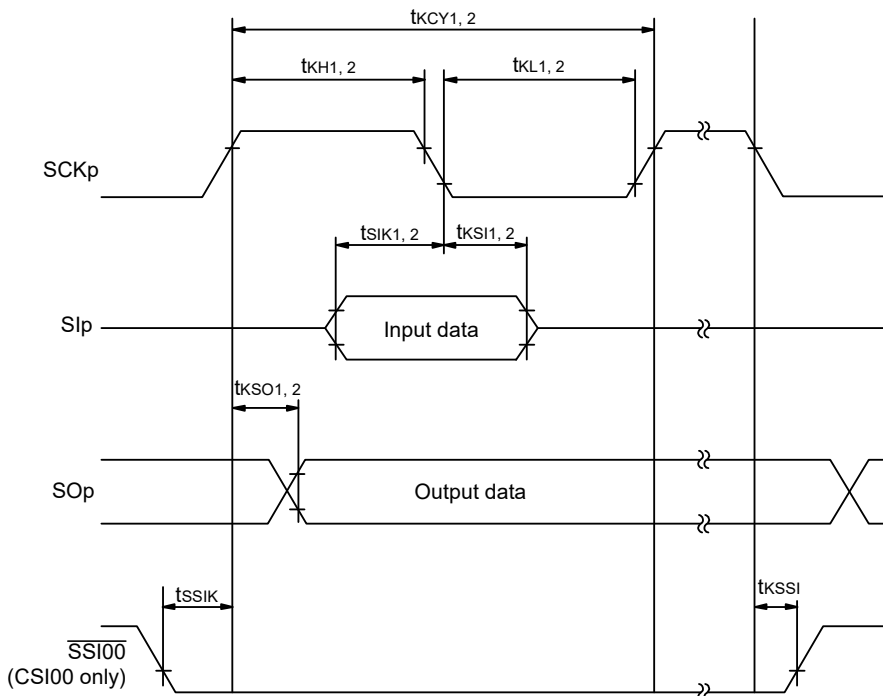 tKCY1, 2
tKH1, 2
tKL1, 2
SCKp
tSIK1, 2
tKSI1, 2
SIp
Input data
tKSO1, 2
SOp
Output data
tSSIK
tKSSI
SSI00
(CSI00 only)